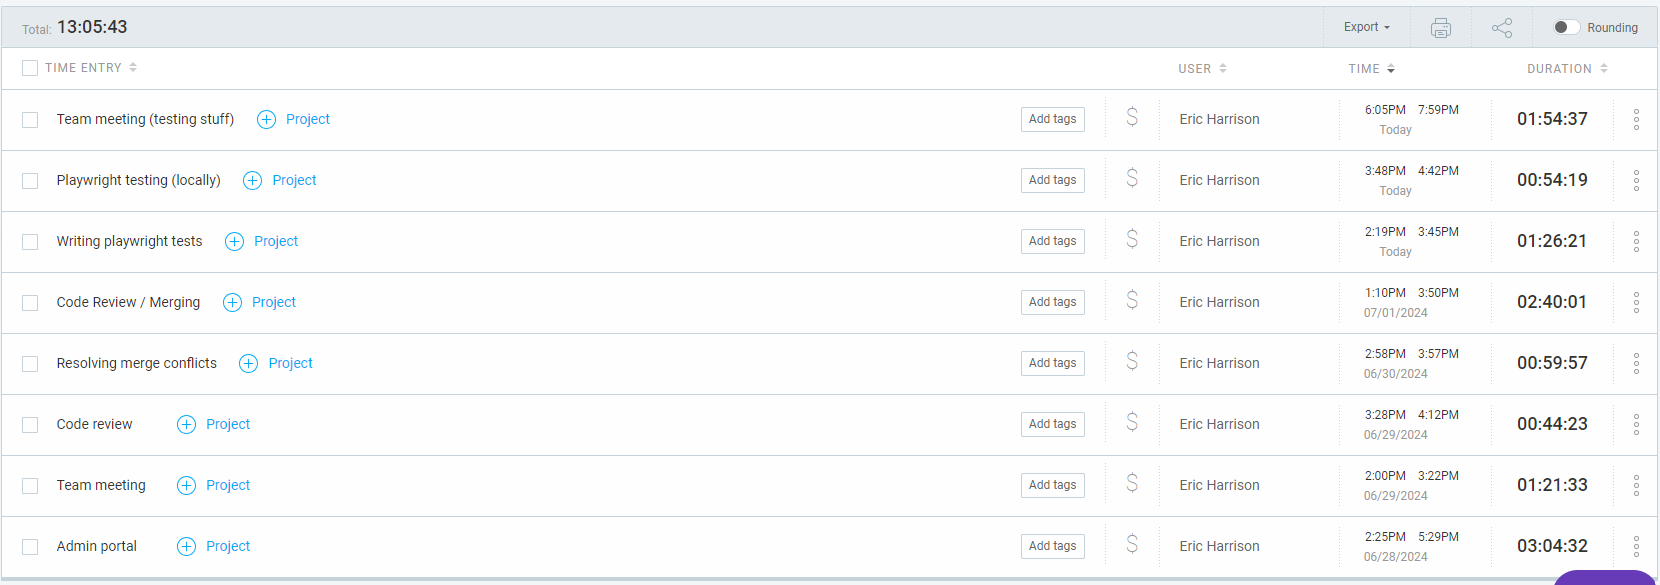 Total: 13:05:43 Export Rounding
TIME ENTRY USER TIME DURATION
Team meeting (testing stuff) Project Add tags $ Eric Harrison 6:05PM 7:59PM 01:54:37
Today
Playwright testing (locally) Project Add tags $ Eric Harrison 3:48PM 4:42PM 00:54:19
Today
Writing playwright tests Project Add tags $ Eric Harrison 2:19PM 3:45PM 01:26:21
Today
Code Review / Merging Project Add tags $ Eric Harrison 1:10PM 3:50PM 02:40:01
07/01/2024
Resolving merge conflicts Project Add tags $ Eric Harrison 2:58PM 3:57PM 00:59:57
06/30/2024
Code review Project Add tags $ Eric Harrison 3:28PM 4:12PM 00:44:23
06/29/2024
Team meeting Project Add tags $ Eric Harrison 2:00PM 3:22PM 01:21:33
06/29/2024
Admin portal Project Add tags $ Eric Harrison 2:25PM 5:29PM 03:04:32
06/28/2024